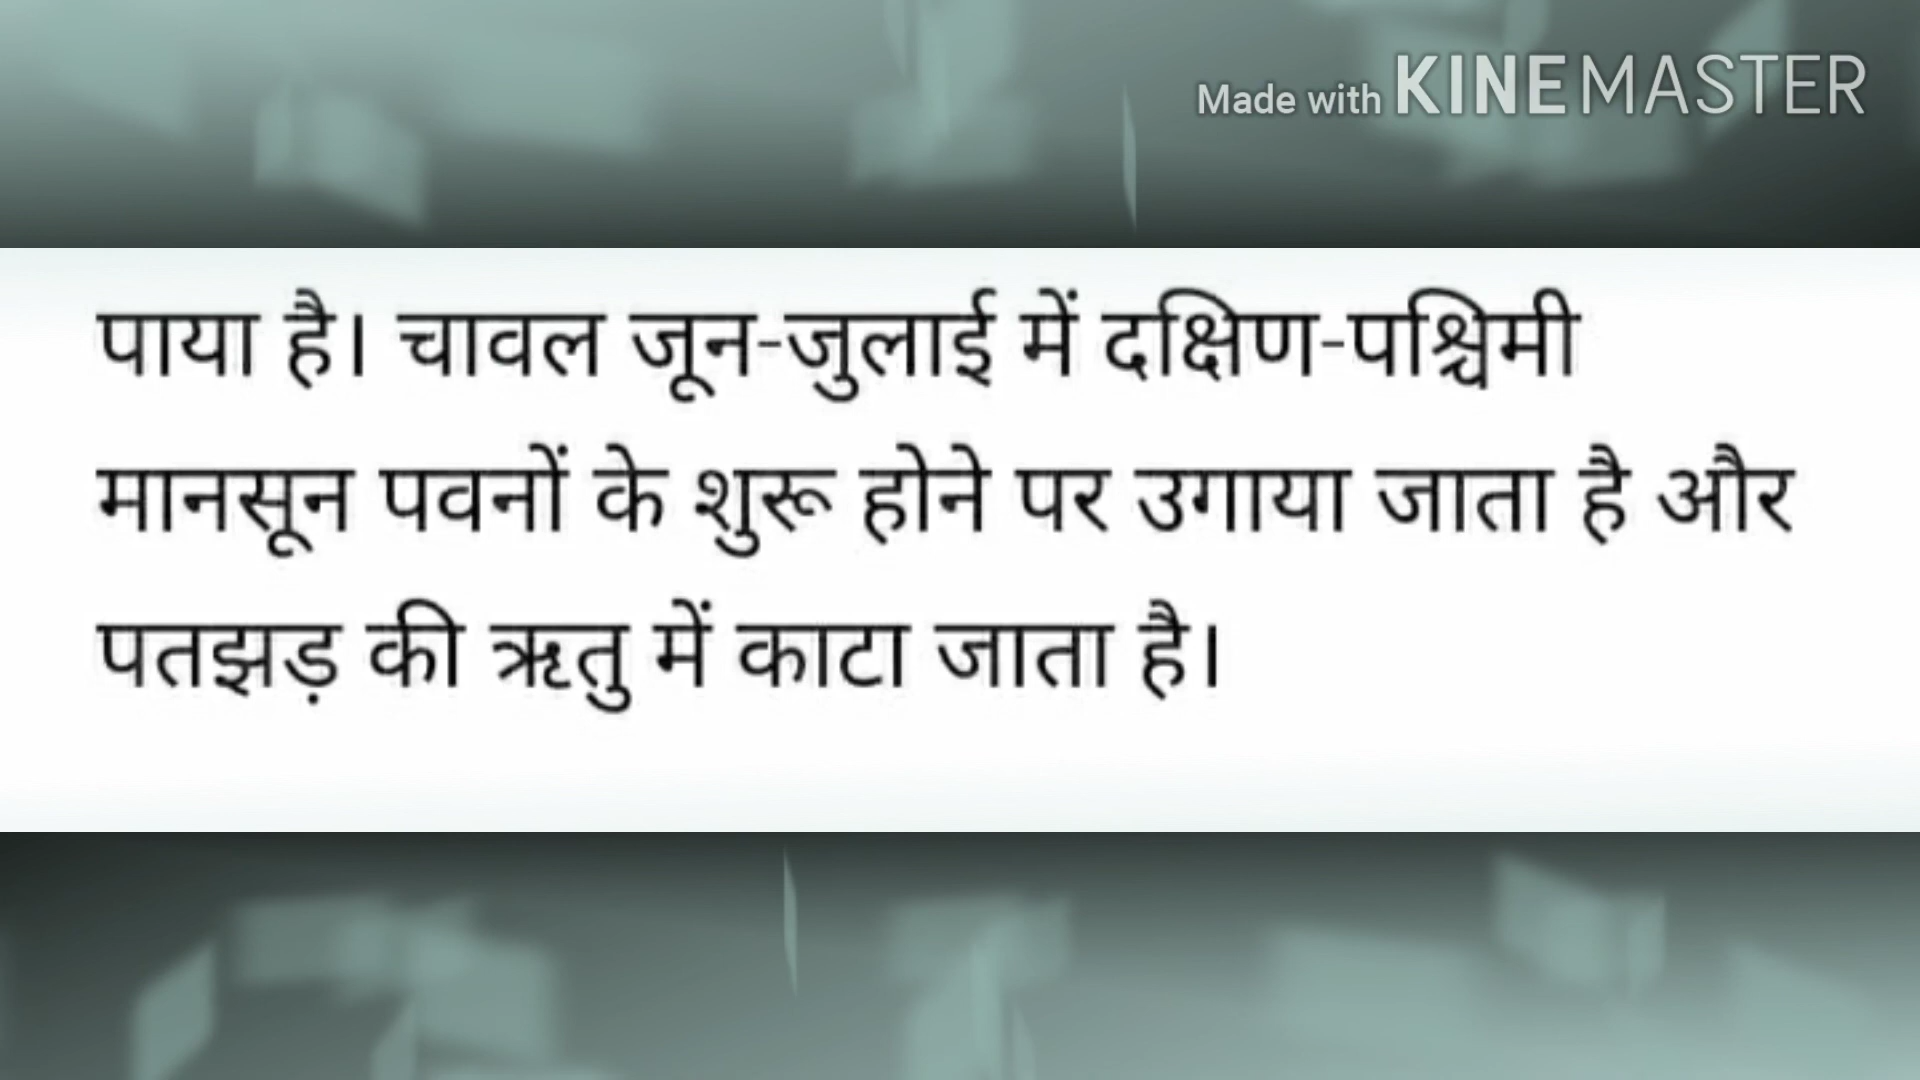 Made with KINEMASTER
पाया है। चावल जून-जुलाई में दक्षिण-पश्चिमी
मानसून पवनों के शुरू होने पर उगाया जाता है और
पतझड़ की ऋतु में काटा जाता है।